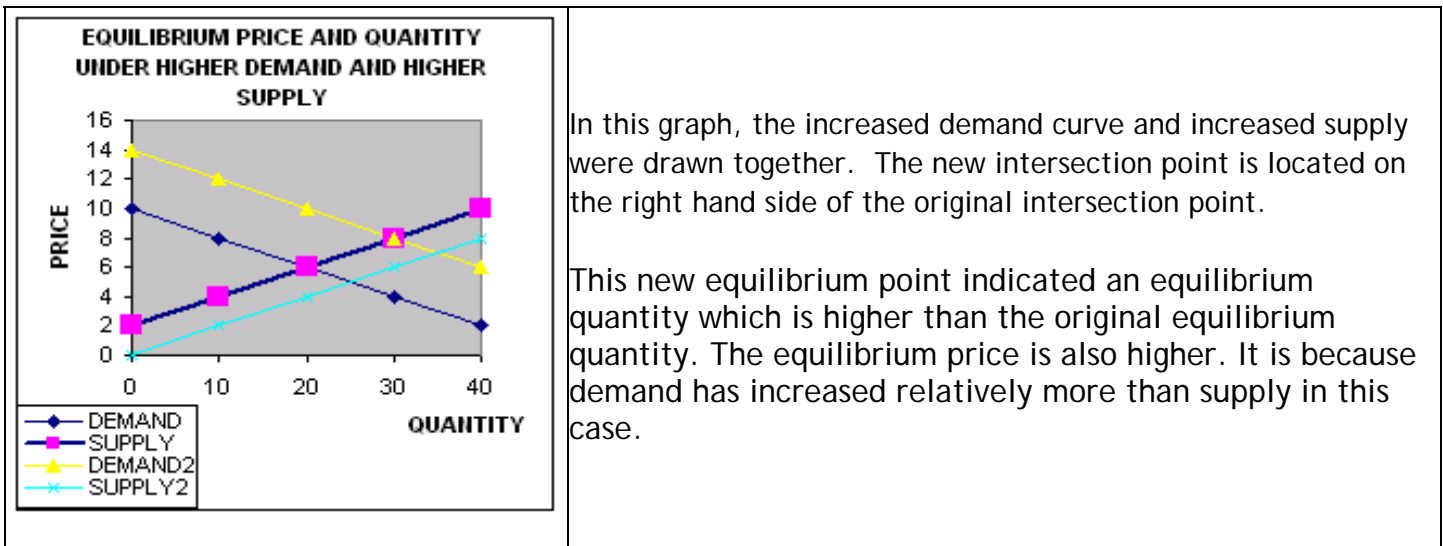 EQUILIBRIUM PRICE AND QUANTITY
UNDER HIGHER DEMAND AND HIGHER
SUPPLY
PRICE
16
14
12
10
8
6
4
2
0
0 10 20 30 40
QUANTITY
DEMAND
SUPPLY
DEMAND2
SUPPLY2
In this graph, the increased demand curve and increased supply
were drawn together. The new intersection point is located on
the right hand side of the original intersection point.
This new equilibrium point indicated an equilibrium
quantity which is higher than the original equilibrium
quantity. The equilibrium price is also higher. It is because
demand has increased relatively more than supply in this
case.